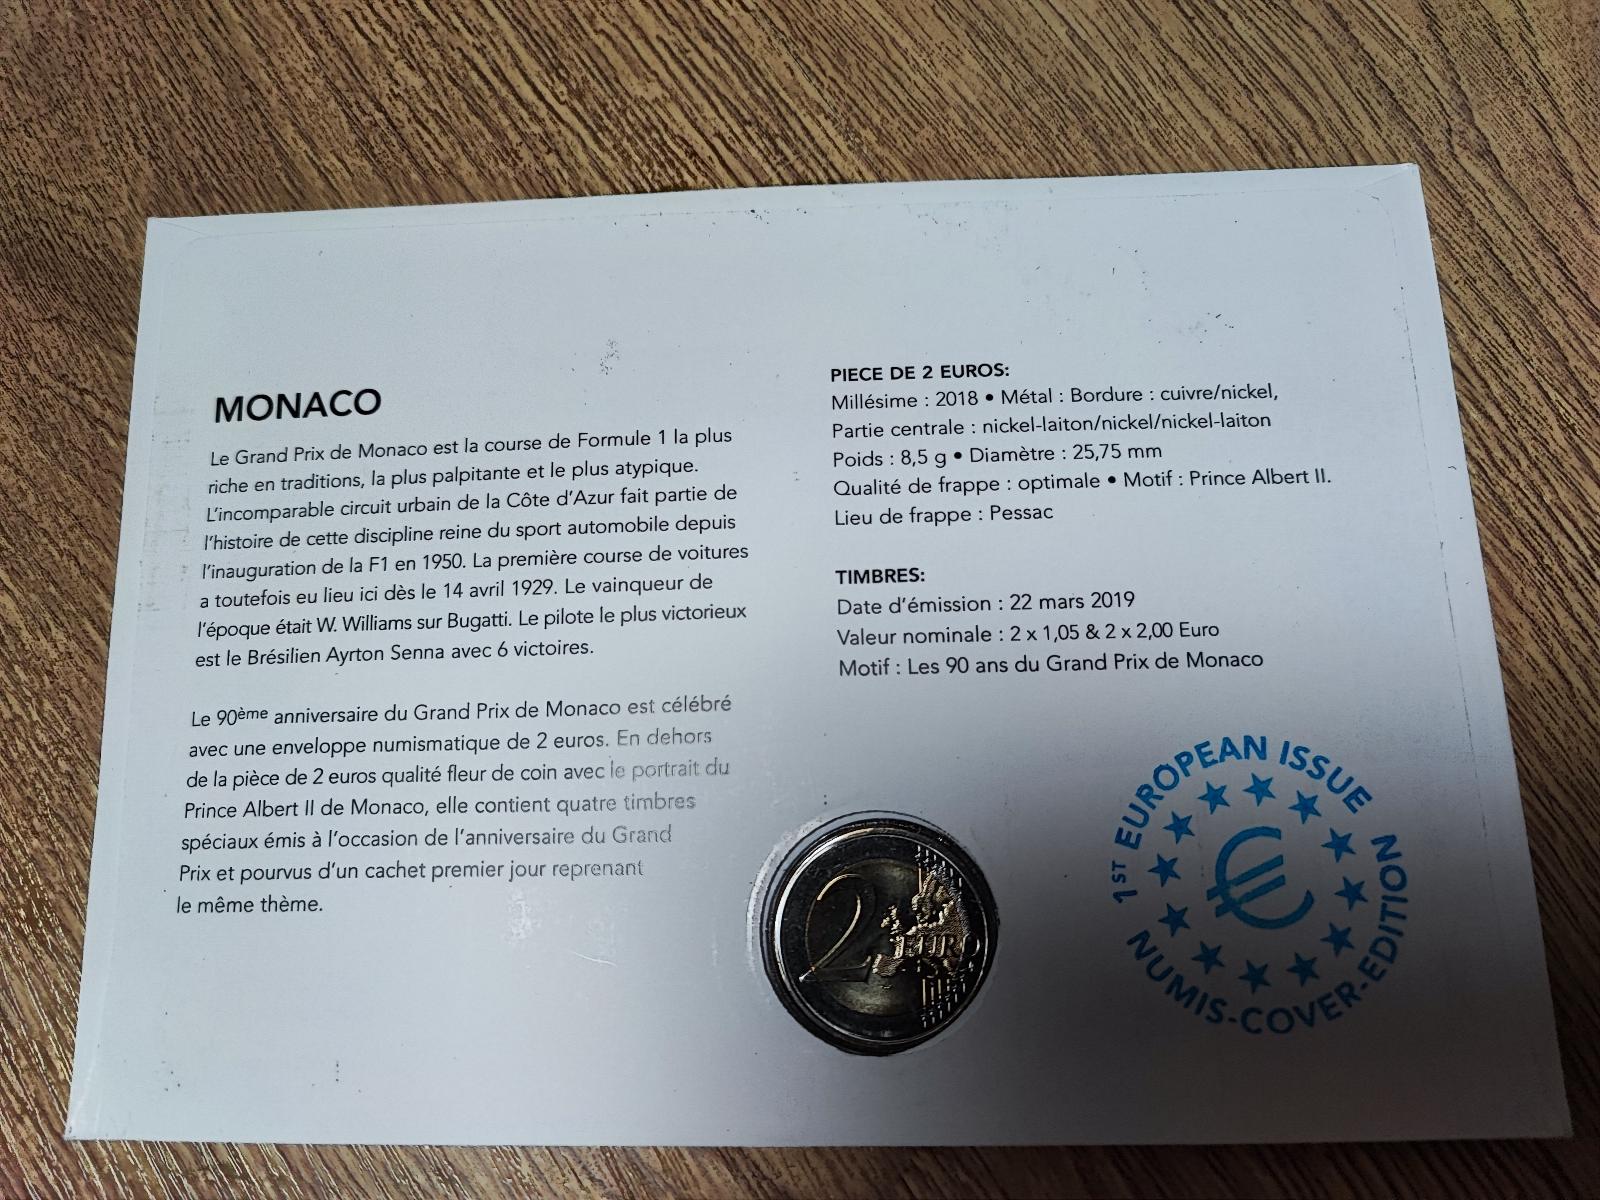 MONACO
Le Grand Prix de Monaco est la course de Formule 1 la plus
riche en traditions, la plus palpitante et le plus atypique.
L'incomparable circuit urbain de la Côte d'Azur fait partie de
l'histoire de cette discipline reine du sport automobile depuis
l'inauguration de la F1 en 1950. La première course de voitures
a toutefois eu lieu ici dès le 14 avril 1929. Le vainqueur de
l'époque était W. Williams sur Bugatti. Le pilote le plus victorieux
est le Brésilien Ayrton Senna avec 6 victoires.
Le 90ème anniversaire du Grand Prix de Monaco est célébré
avec une enveloppe numismatique de 2 euros. En dehors
de la pièce de 2 euros qualité fleur de coin avec le portrait du
Prince Albert II de Monaco, elle contient quatre timbres
spéciaux émis à l'occasion de l'anniversaire du Grand
Prix et pourvus d'un cachet premier jour reprenant
le même thème.
PIECE DE 2 EUROS:
Millésime : 2018 • Métal : Bordure : cuivre/nickel,
Partie centrale : nickel-laiton/nickel/nickel-laiton
Poids : 8,5 g • Diamètre : 25,75 mm
Qualité de frappe : optimale • Motif : Prince Albert II.
Lieu de frappe : Pessac
TIMBRES:
Date d'émission : 22 mars 2019
Valeur nominale : 2 x 1,05 & 2 x 2,00 Euro
Motif : Les 90 ans du Grand Prix de Monaco
2 EURO
1ST EUROPEAN ISSUE
€
NUMIS-COVER-EDITION